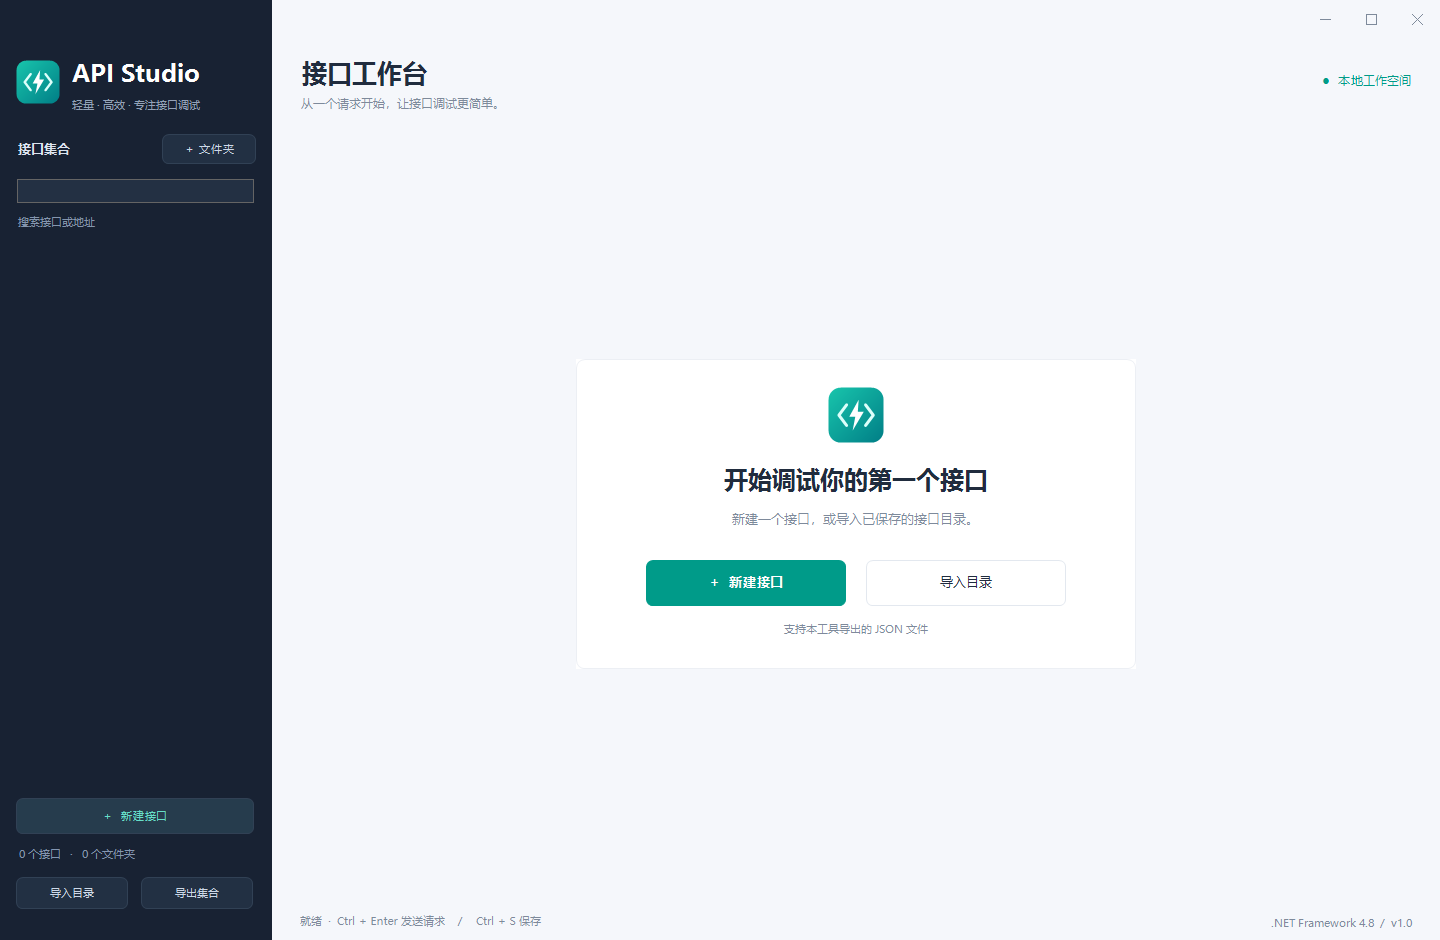 API Studio
轻量 · 高效 · 专注接口调试
接口集合
+ 文件夹
搜索接口或地址
+ 新建接口
0 个接口 · 0 个文件夹
导入目录
导出集合
接口工作台
从一个请求开始，让接口调试更简单。
● 本地工作空间
开始调试你的第一个接口
新建一个接口，或导入已保存的接口目录。
+ 新建接口
导入目录
支持本工具导出的 JSON 文件
就绪 · Ctrl + Enter 发送请求 / Ctrl + S 保存
.NET Framework 4.8 / v1.0